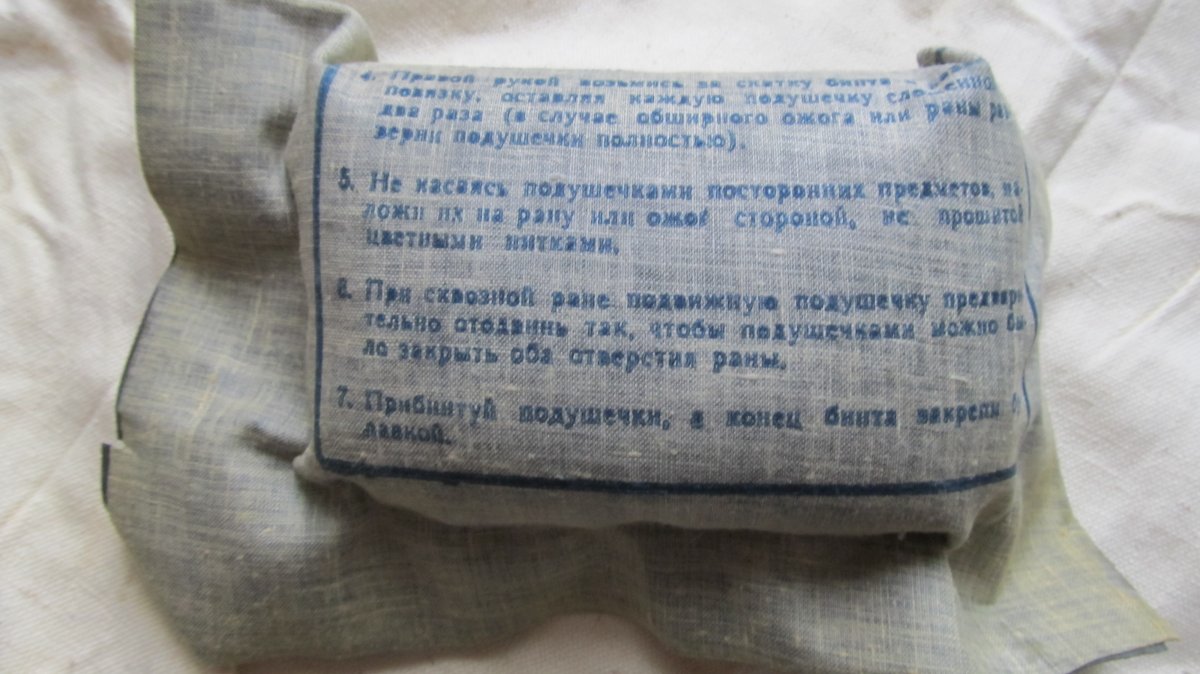 4. Правой рукой возьмись за скатку бинта
повязку, оставляя каждую подушечку сло
два раза (в случае обширного ожога или раны раз-
верни подушечки полностью).
5. Не касаясь подушечками посторонних предметов, на-
ложи их на рану или ожог стороной, не прошитой
цветными нитками.
6. При сквозной ране подвижную подушечку предвари
тельно отодвинь так, чтобы подушечками можно бы-
ло закрыть оба отверстия раны.
7. Прибинтуй подушечки, а конец бинта закрепи бу
лавкой.